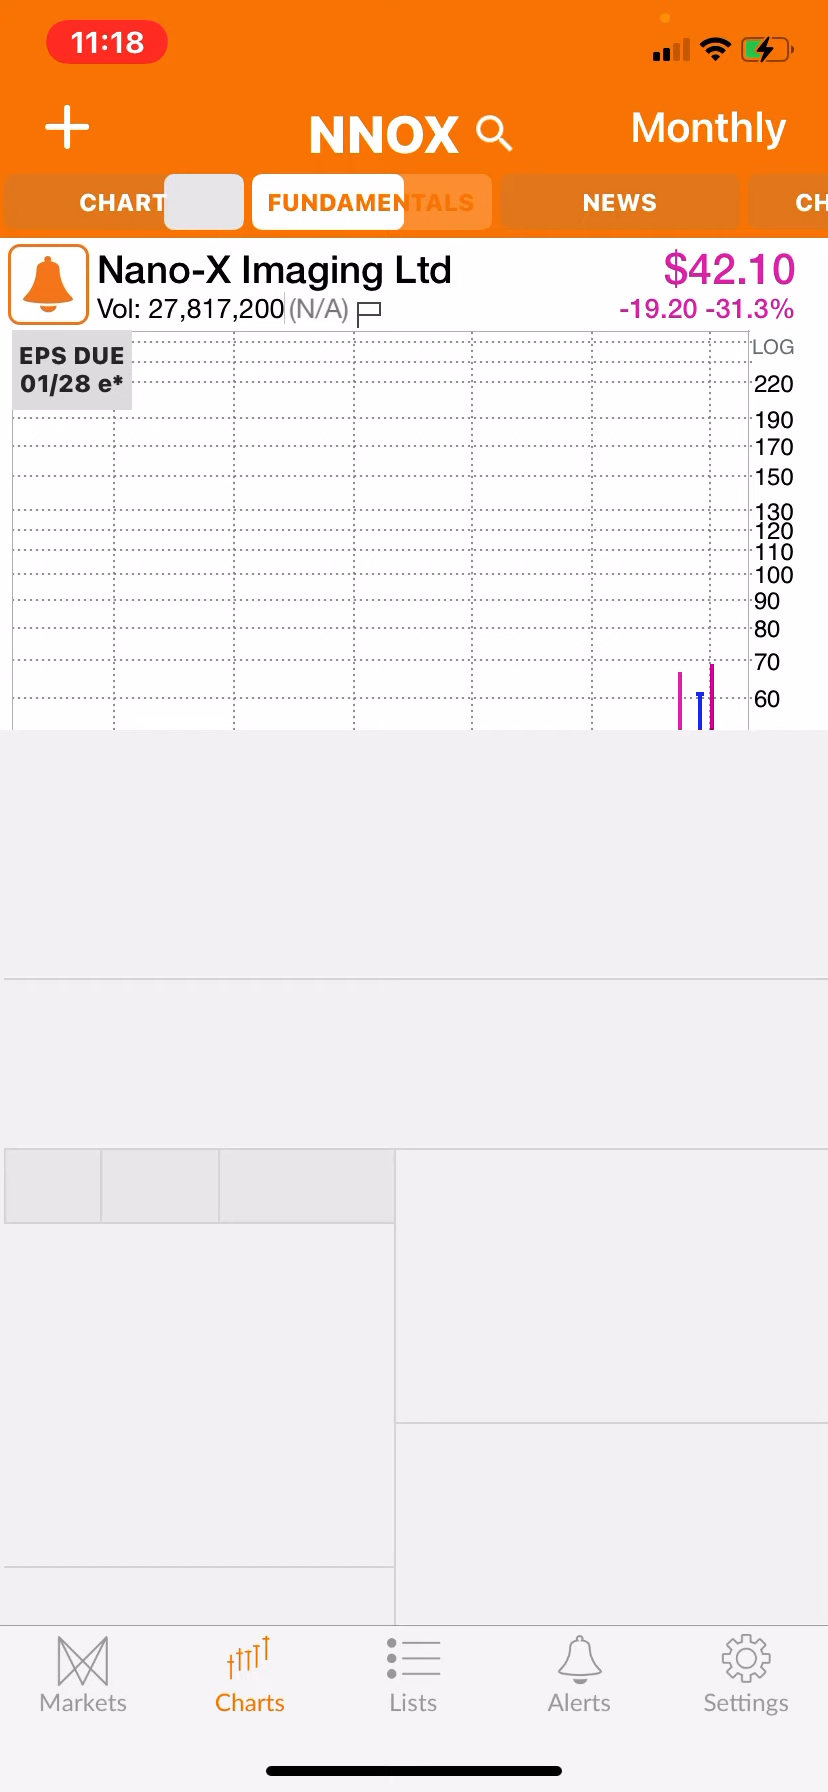 11:18
NNOX
Monthly
CHART
FUNDAMENTALS
NEWS
CH
Nano-X Imaging Ltd
$42.10
Vol: 27,817,200 (N/A)
-19.20 -31.3%
EPS DUE
01/28 e*
LOG
220
190
170
150
130
120
110
100
90
80
70
60
Markets
Charts
Lists
Alerts
Settings